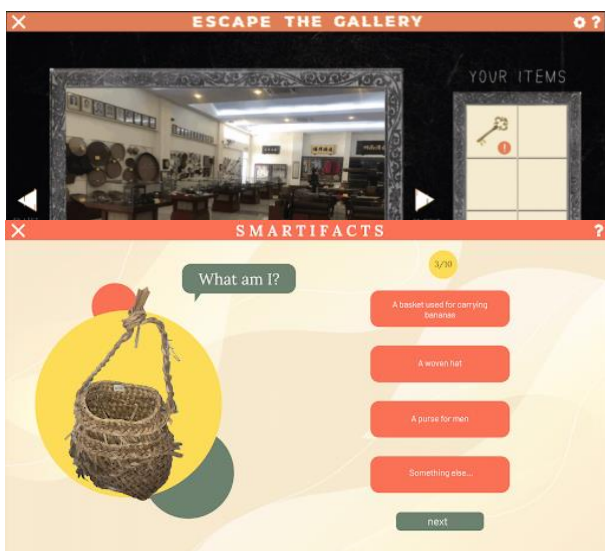 ESCAPE THE GALLERY
?
YOUR ITEMS
!
SMARTIFACTS
?
What am I?
3/10
A basket used for carrying
bananas
A woven hat
A purse for men
Something else...
next